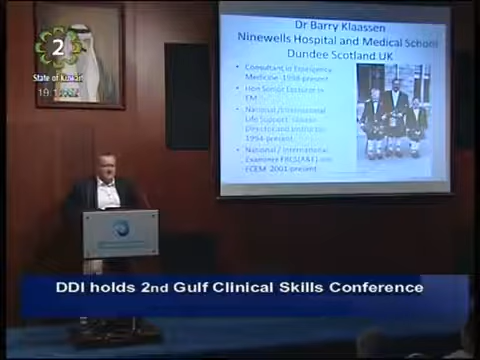 2
State of Kuwait
Dr Barry Klaassen
Ninewells Hospital and Medical School
Dundee Scotland UK
• Consultant in Emergency
Medicine 1998-present
• Hon Senior Lecturer in
EM
• National / International
Life Support Course
Director and Instructor
1994-present
• National / International
Examiner
2001-present
DDI holds 2nd Gulf Clinical Skills Conference